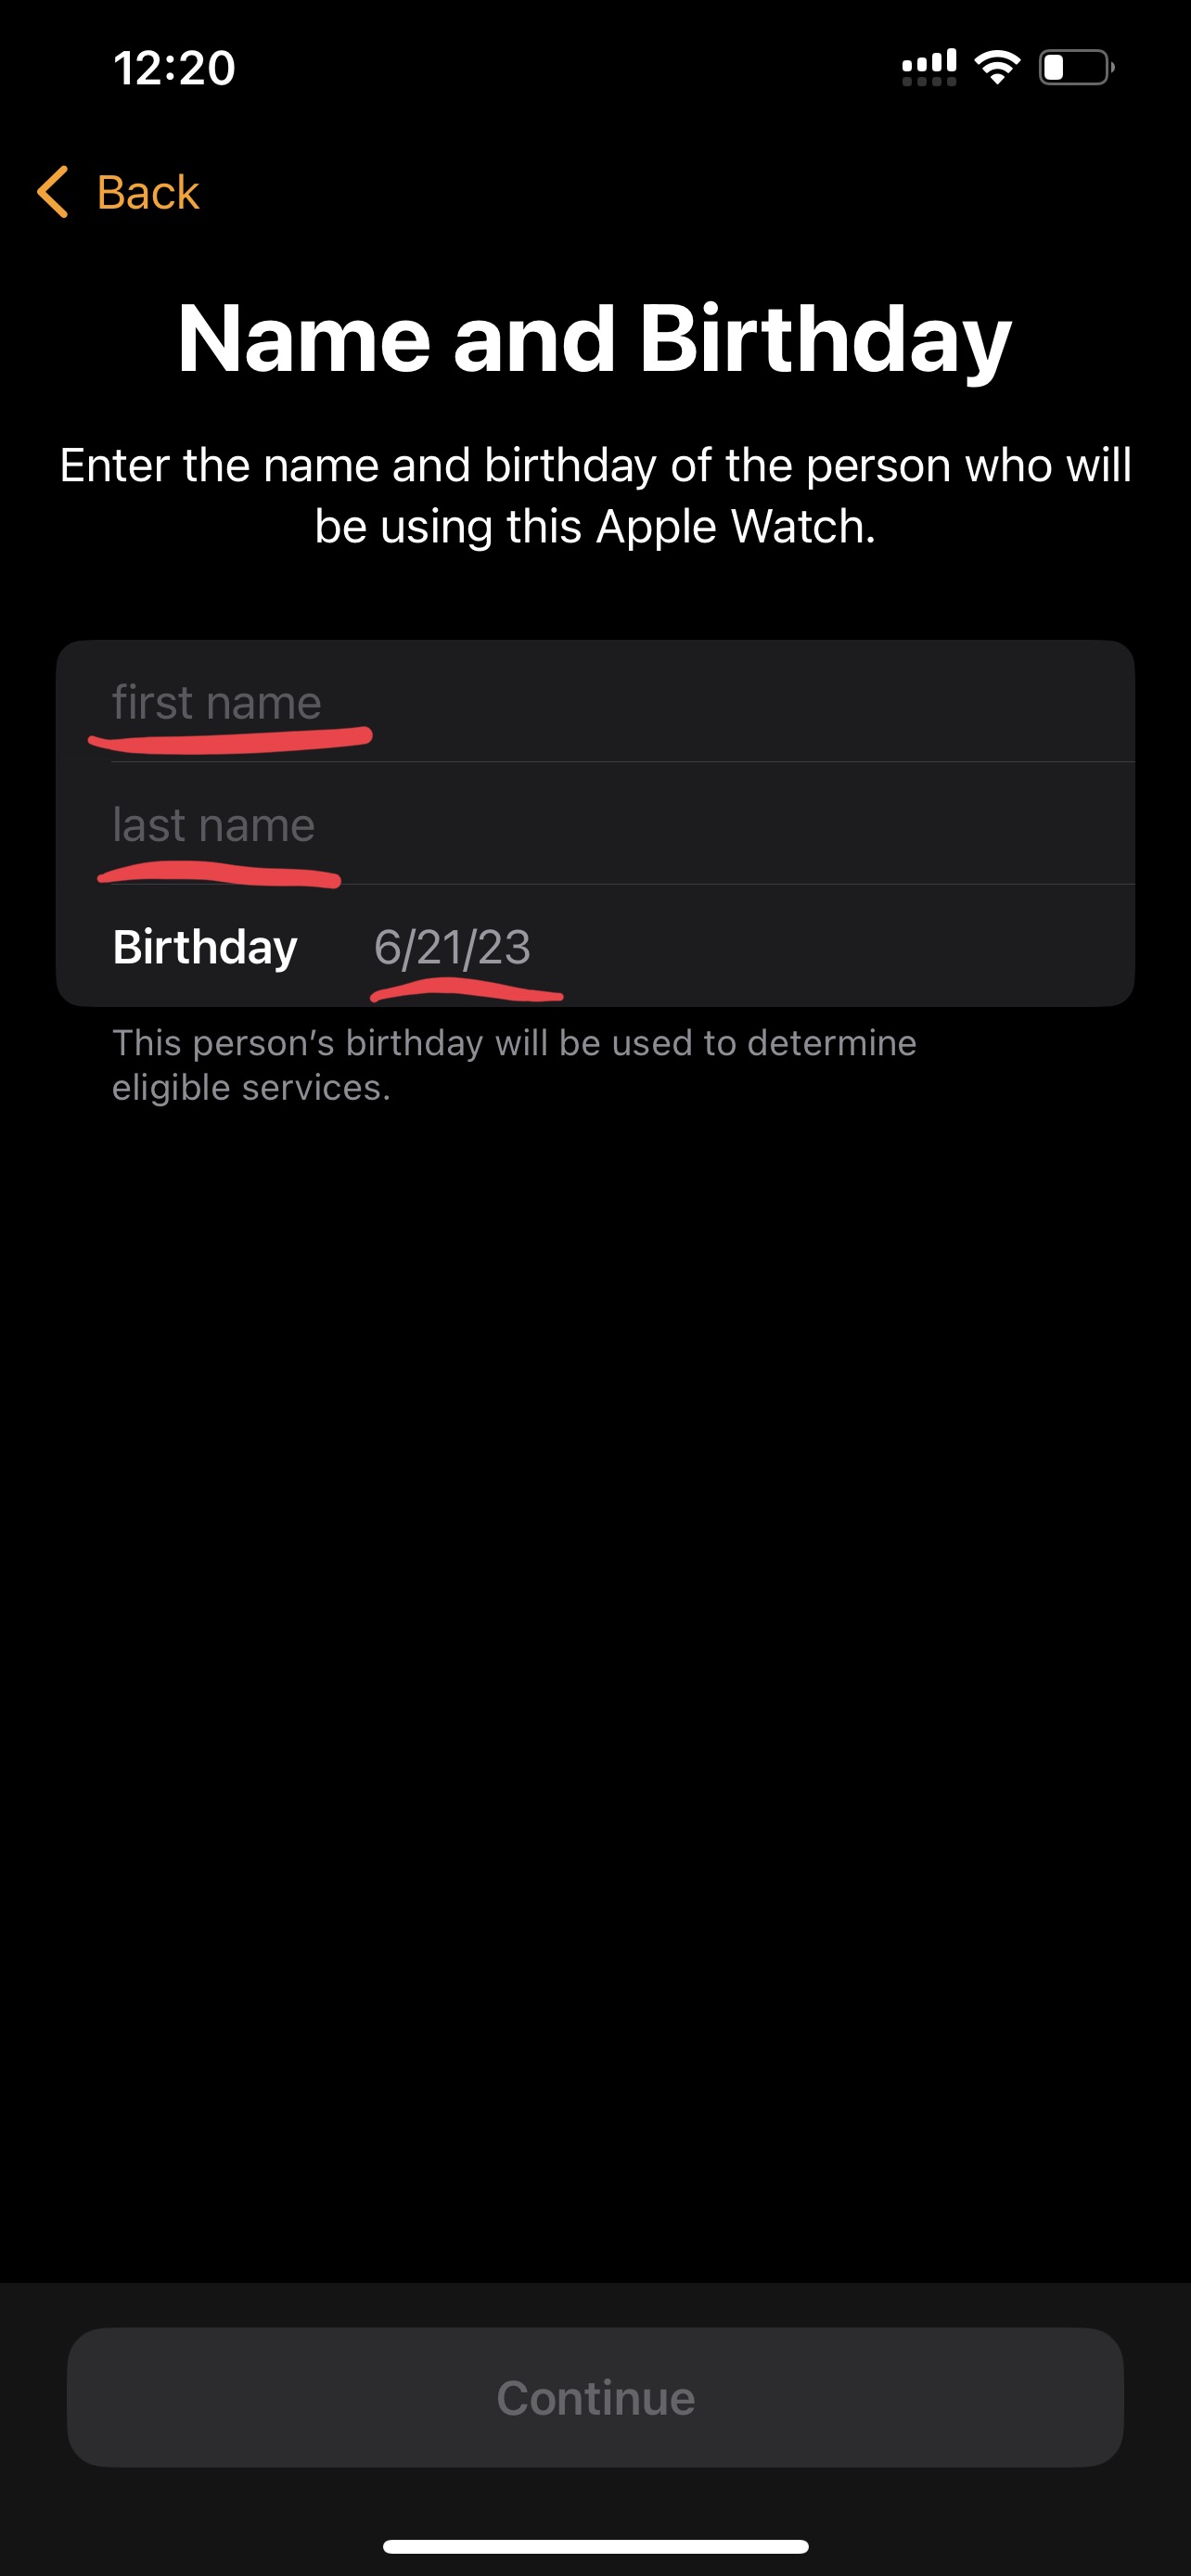 12:20
Back
Name and Birthday
Enter the name and birthday of the person who will
be using this Apple Watch.
first name
last name
Birthday 6/21/23
This person's birthday will be used to determine
eligible services.
Continue